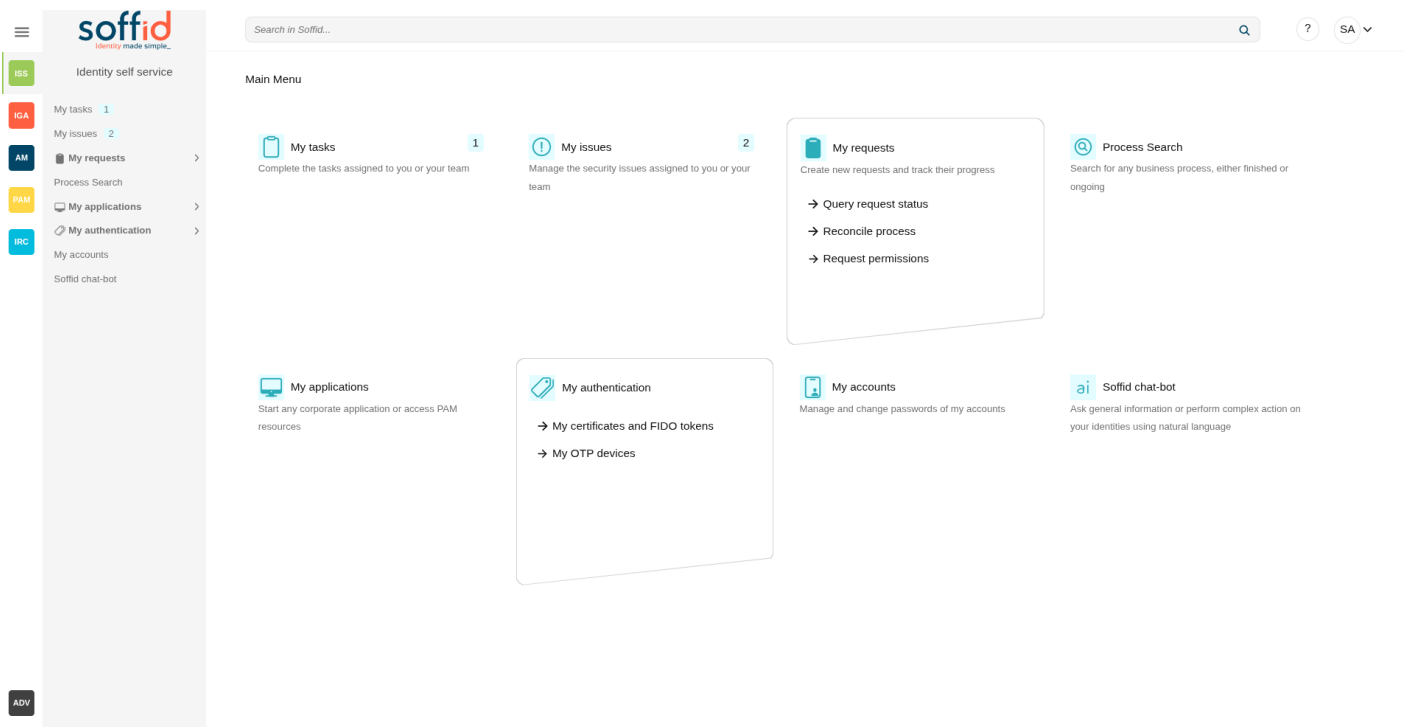 soffid
Identity made simple_
Search in Soffid...
?
SA
ISS
IGA
AM
PAM
IRC
ADV
Identity self service
My tasks 1
My issues 2
My requests
Process Search
My applications
My authentication
My accounts
Soffid chat-bot
Main Menu
My tasks
1
Complete the tasks assigned to you or your team
My issues
2
Manage the security issues assigned to you or your
team
My requests
Create new requests and track their progress
Query request status
Reconcile process
Request permissions
Process Search
Search for any business process, either finished or
ongoing
My applications
Start any corporate application or access PAM
resources
My authentication
My certificates and FIDO tokens
My OTP devices
My accounts
Manage and change passwords of my accounts
ai
Soffid chat-bot
Ask general information or perform complex action on
your identities using natural language